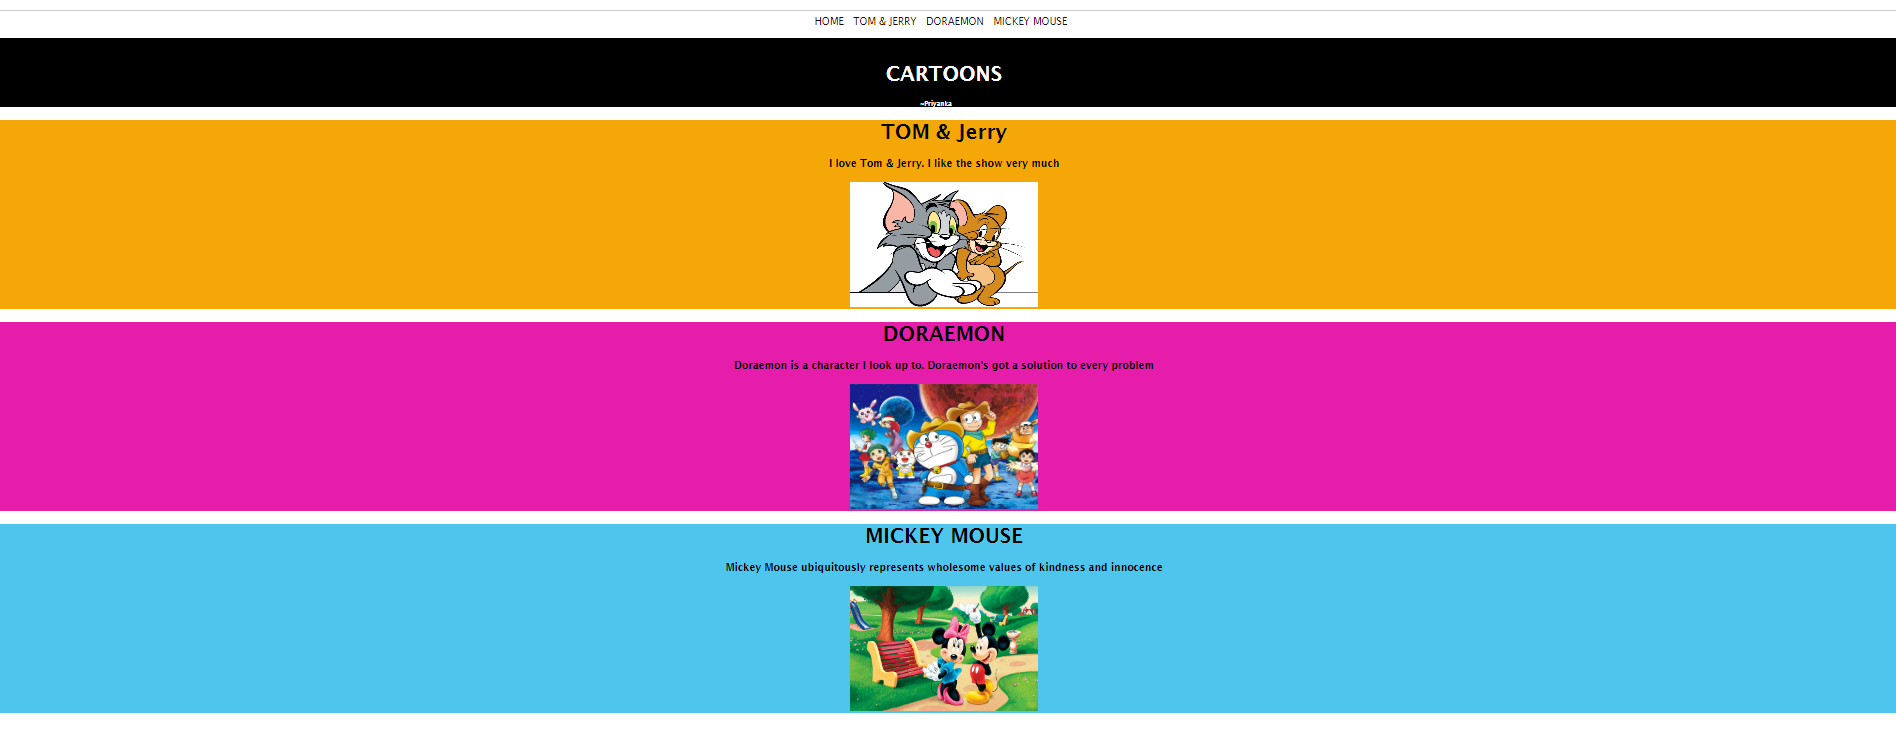 HOME TOM & JERRY DORAEMON MICKEY MOUSE
CARTOONS
~Priyanka
TOM & Jerry
I love Tom & Jerry. I like the show very much
DORAEMON
Doraemon is a character I look up to. Doraemon's got a solution to every problem
MICKEY MOUSE
Mickey Mouse ubiquitously represents wholesome values of kindness and innocence